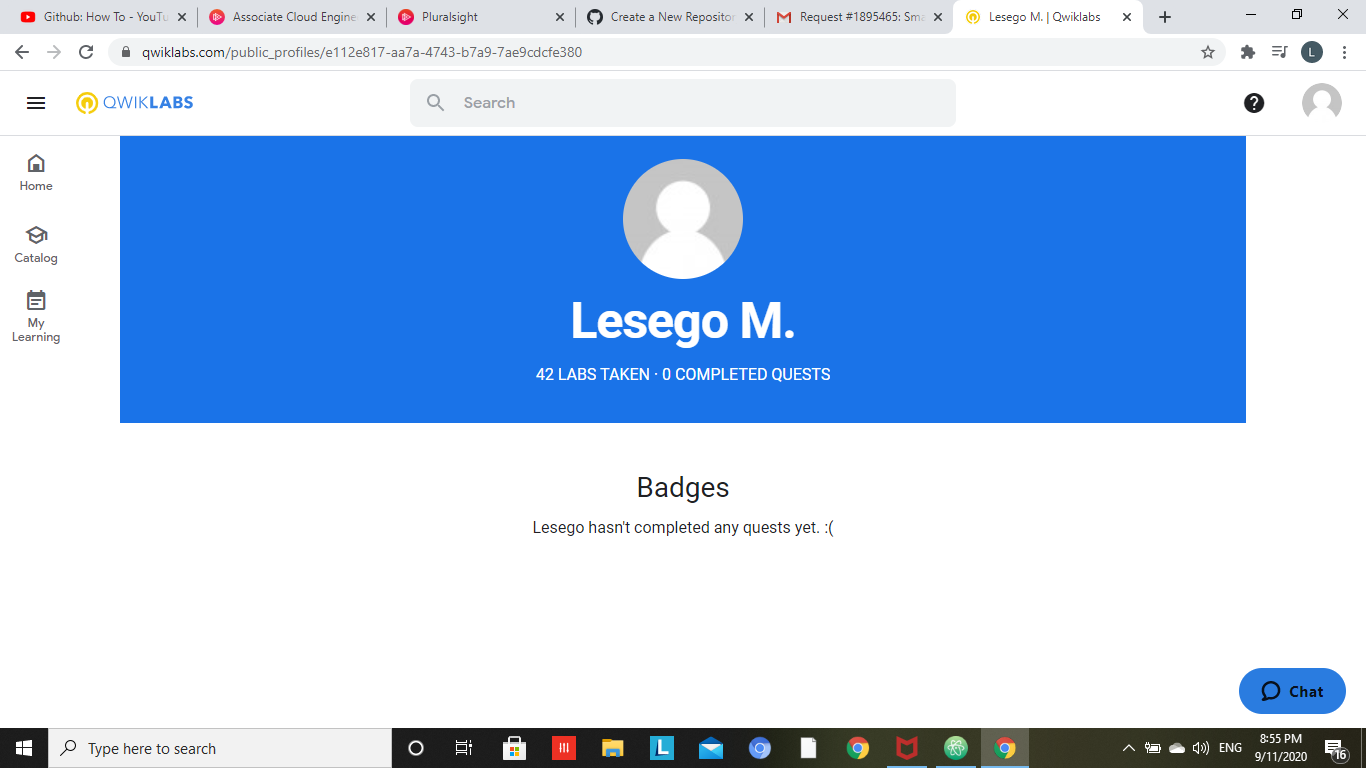 Github: How To - YouTu
Associate Cloud Engine
Pluralsight
Create a New Repositor
Request #1895465: Sma
Lesego M. | Qwiklabs
qwiklabs.com/public_profiles/e112e817-aa7a-4743-b7a9-7ae9cdcfe380
L
QWIKLABS
Search
?
Home
Catalog
My
Learning
Lesego M.
42 LABS TAKEN · 0 COMPLETED QUESTS
Badges
Lesego hasn't completed any quests yet. :(
Chat
Type here to search
L
ENG
8:55 PM
9/11/2020
16